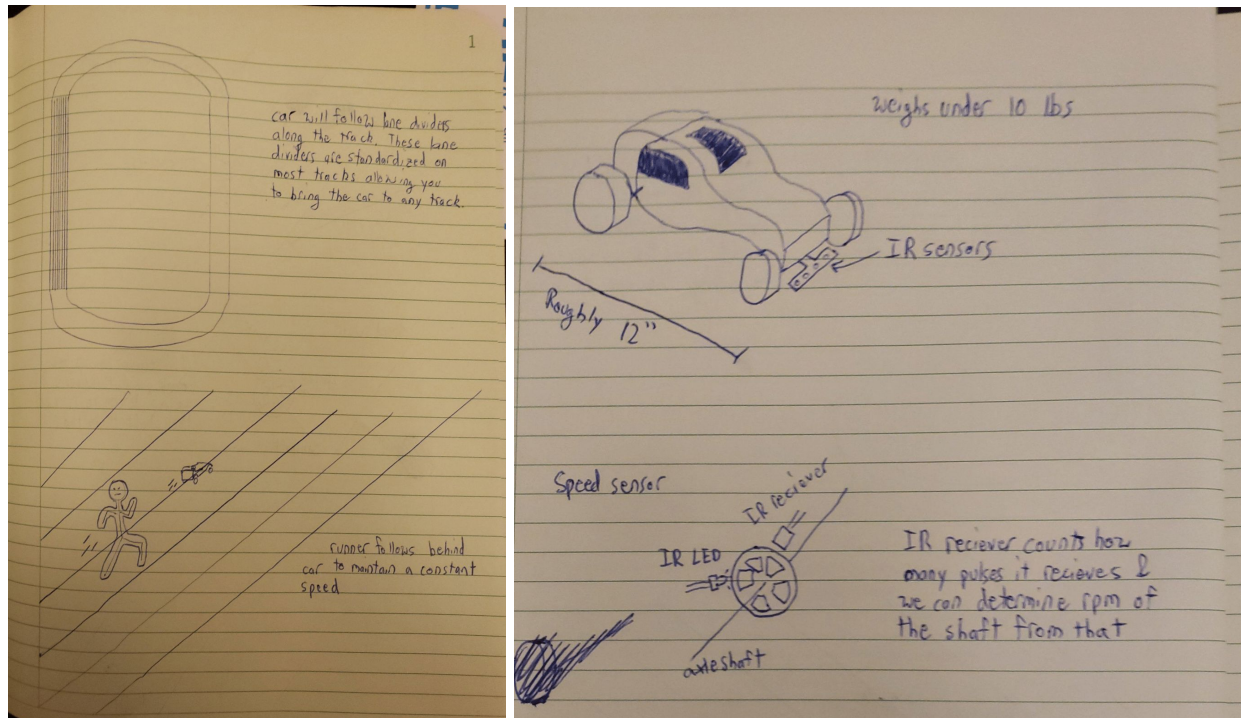 1
car will follow lane dividers
along the track. These lane
dividers are standardized on
most tracks allowing you
to bring the car to any track.
runner follows behind
car to maintain a constant
speed
weighs under 10 lbs
IR sensors
Roughly 12"
Speed sensor
IR reciever
IR LED
axleshaft
IR reciever counts how
many pulses it recieves &
we can determine rpm of
the shaft from that